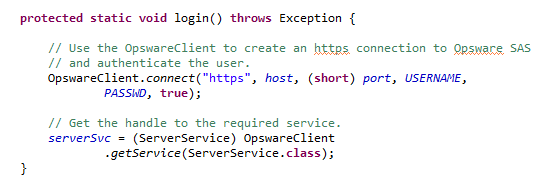 protected static void login() throws Exception {
// Use the OpswareClient to create an https connection to Opsware SAS
// and authenticate the user.
OpswareClient.connect("https", host, (short) port, USERNAME,
PASSWD, true);
// Get the handle to the required service.
serverSvc = (ServerService) OpswareClient
.getService(ServerService.class);
}